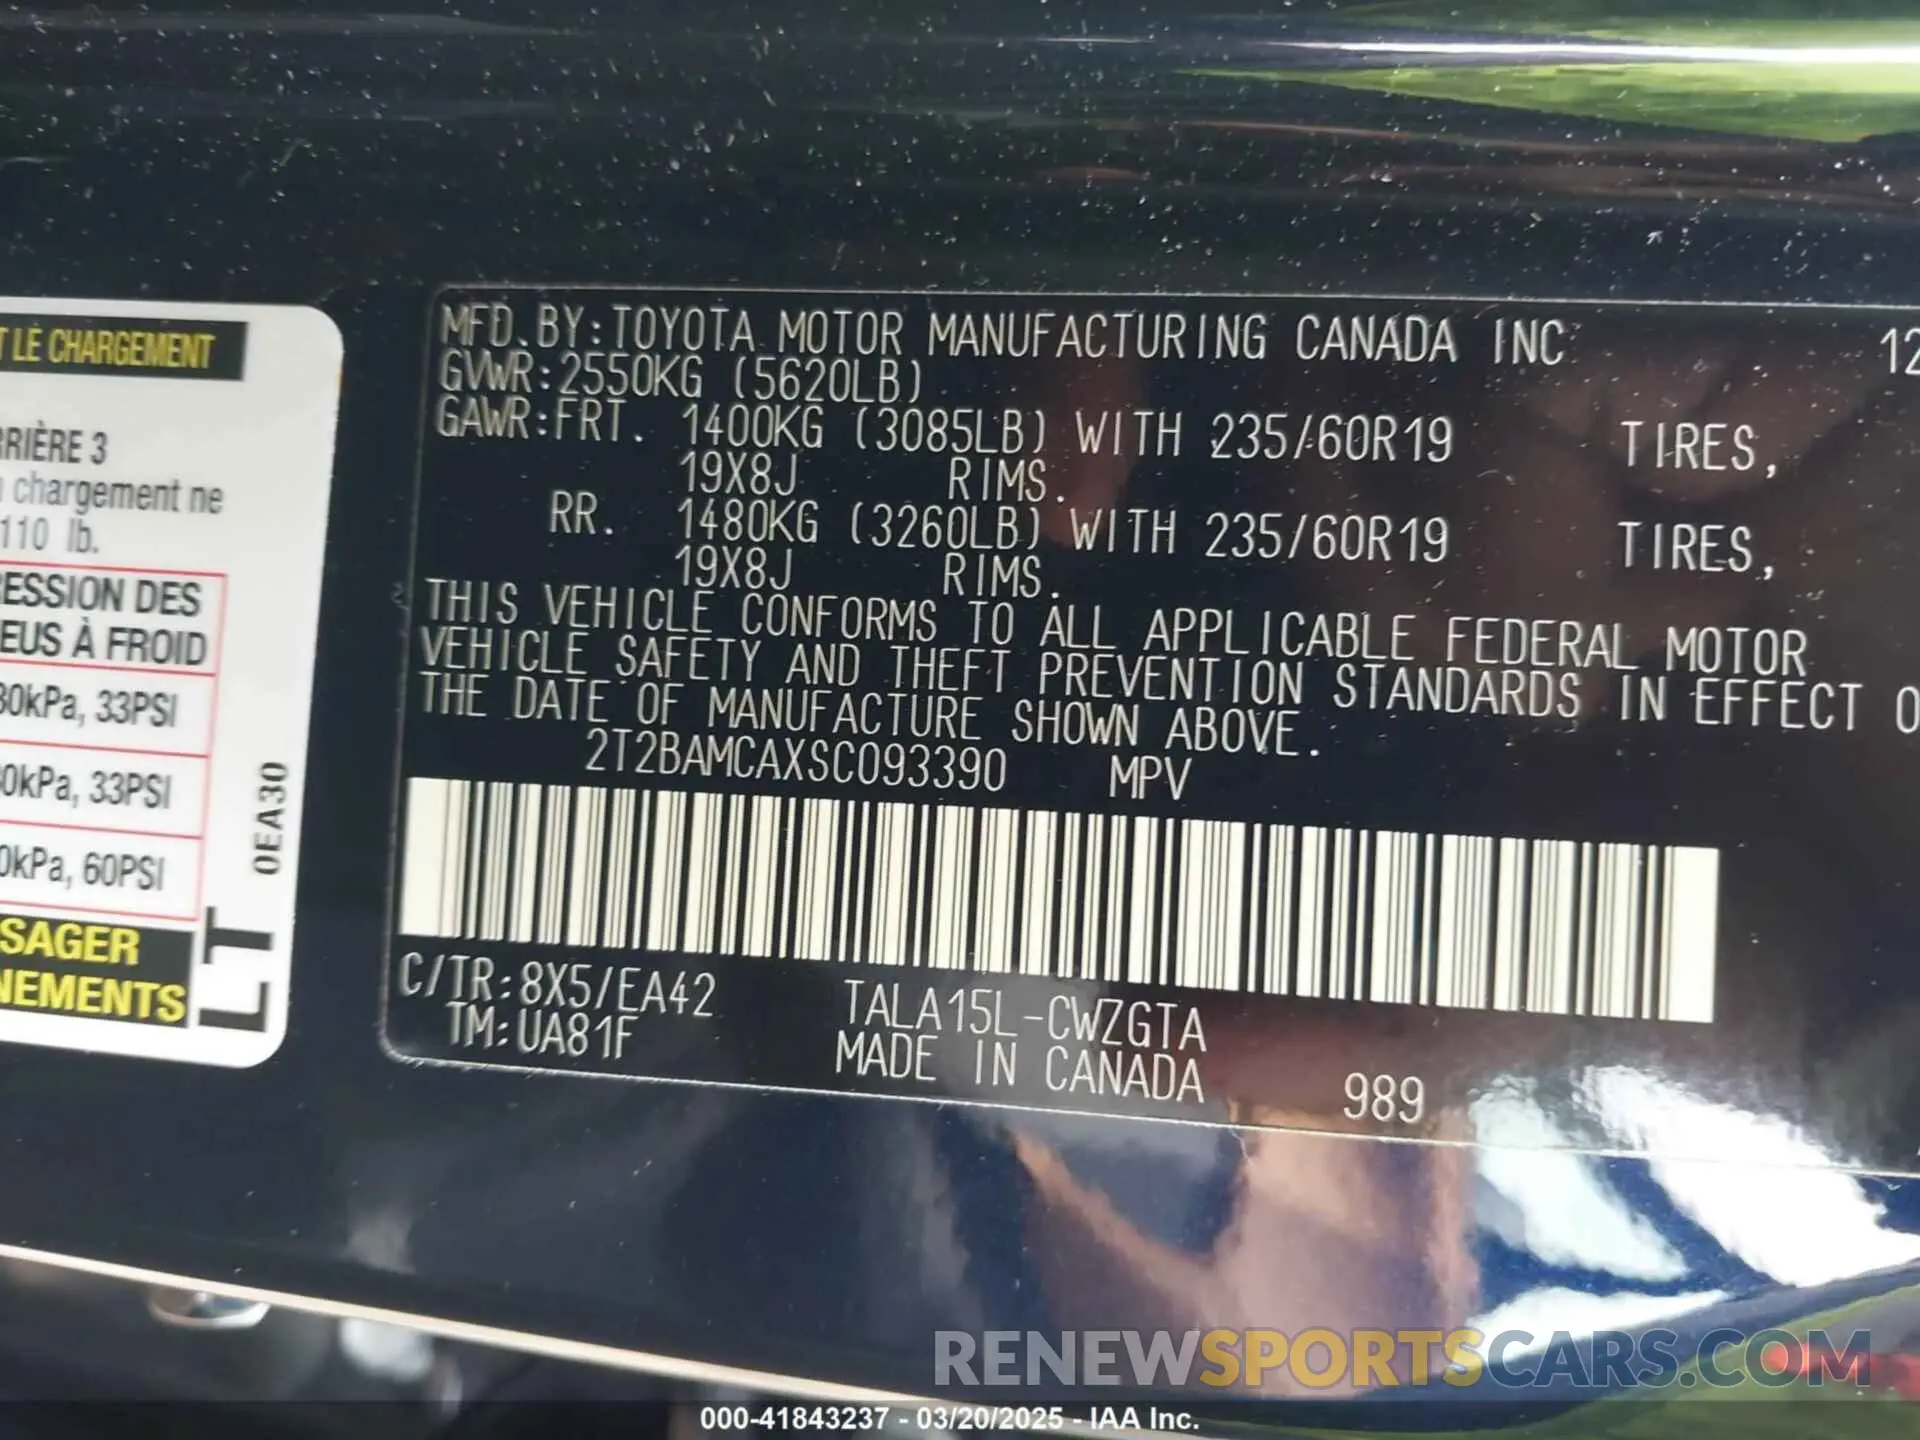 T LE CHARGEMENT
RRIÈRE 3
chargement ne
110 lb.
ESSION DES
EUS À FROID
30kPa, 33PSI
0kPa, 33PSI
0kPa, 60PSI
SAGER
NEMENTS
LT
0EA30
MFD.BY:TOYOTA MOTOR MANUFACTURING CANADA INC 12
GVWR:2550KG (5620LB)
GAWR:FRT. 1400KG (3085LB) WITH 235/60R19 TIRES,
19X8J RIMS.
RR. 1480KG (3260LB) WITH 235/60R19 TIRES,
19X8J RIMS.
THIS VEHICLE CONFORMS TO ALL APPLICABLE FEDERAL MOTOR
VEHICLE SAFETY AND THEFT PREVENTION STANDARDS IN EFFECT O
THE DATE OF MANUFACTURE SHOWN ABOVE.
2T2BAMCAXSC093390 MPV
C/TR:8X5/EA42 TALA15L-CWZGTA
TM:UA81F MADE IN CANADA 989
RENEWSPORTSCARS.COM
000-41843237 - 03/20/2025 - IAA Inc.